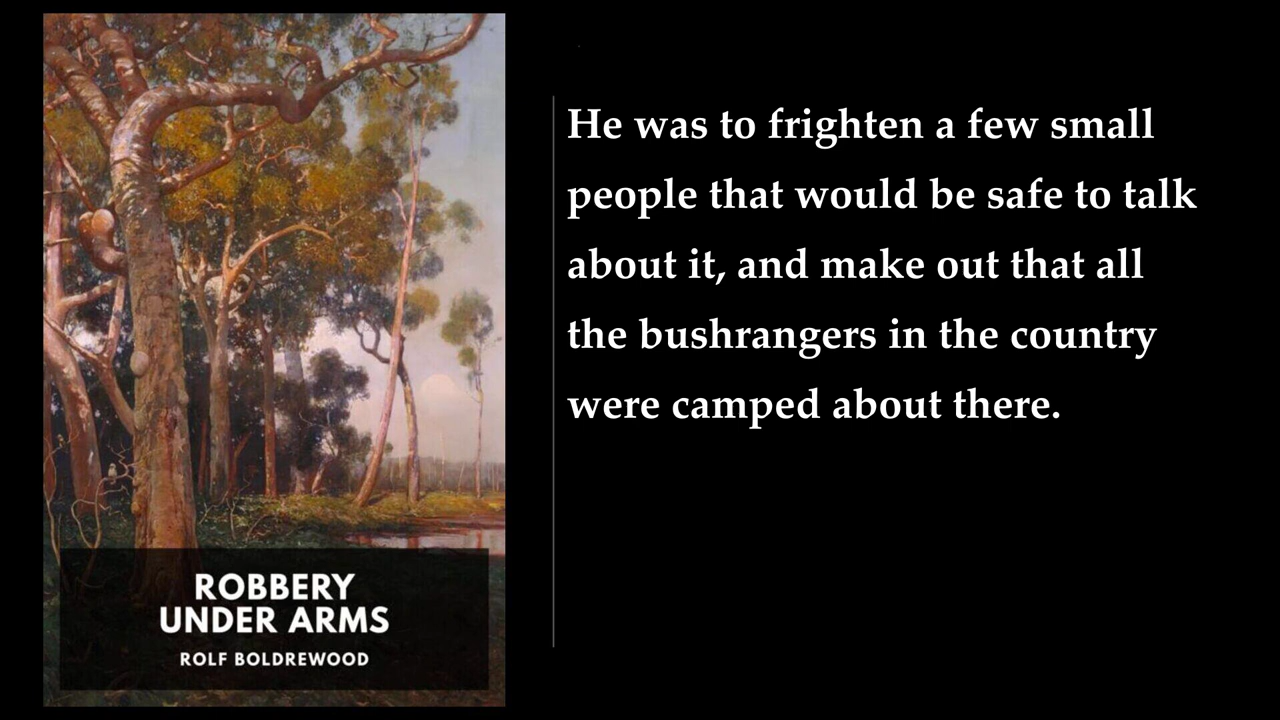 He was to frighten a few small
people that would be safe to talk
about it, and make out that all
the bushrangers in the country
were camped about there.
ROBBERY
UNDER ARMS
ROLF BOLDREWOOD